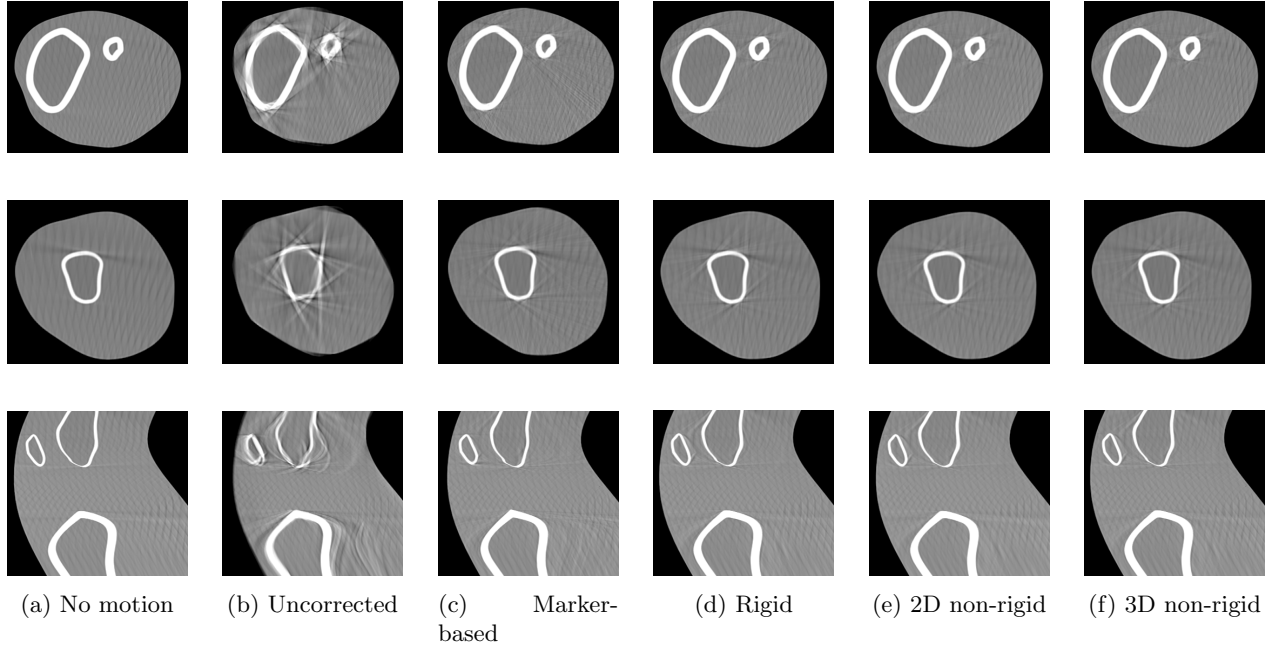 (a) No motion
(b) Uncorrected
(c) Marker-
based
(d) Rigid
(e) 2D non-rigid
(f) 3D non-rigid